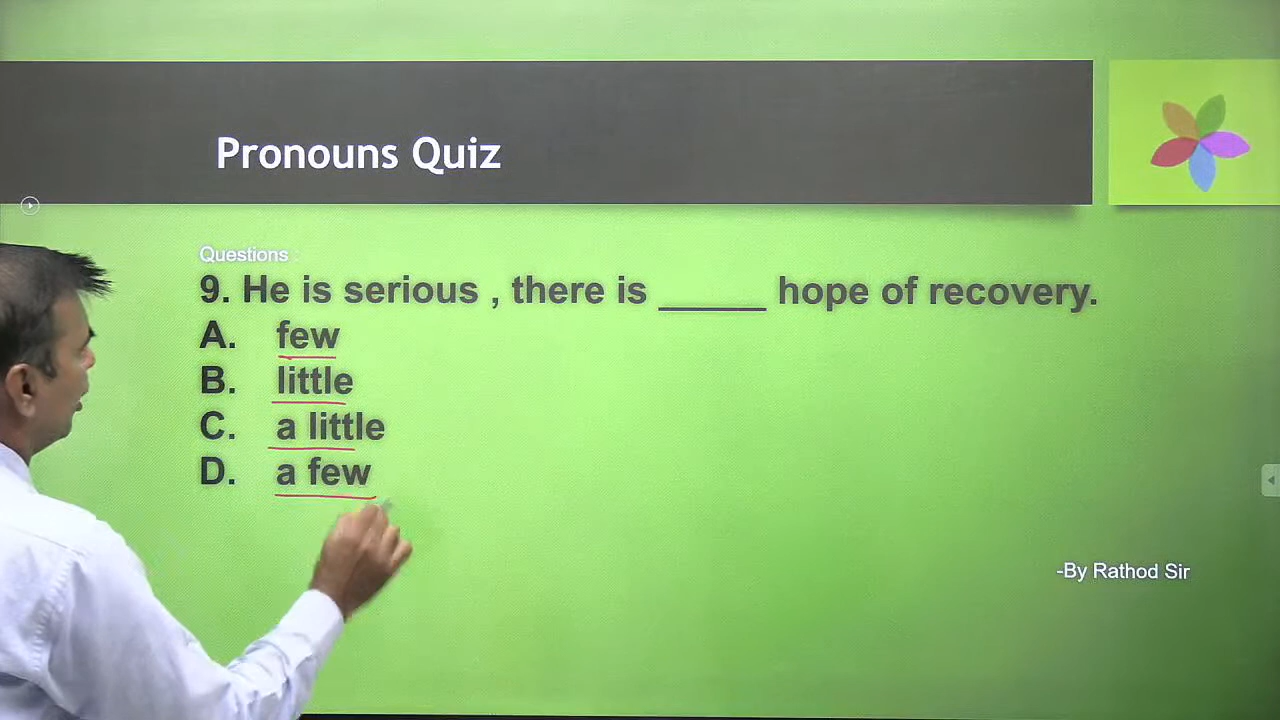 Pronouns Quiz
Questions :
9. He is serious , there is _____ hope of recovery.
A. few
B. little
C. a little
D. a few
-By Rathod Sir